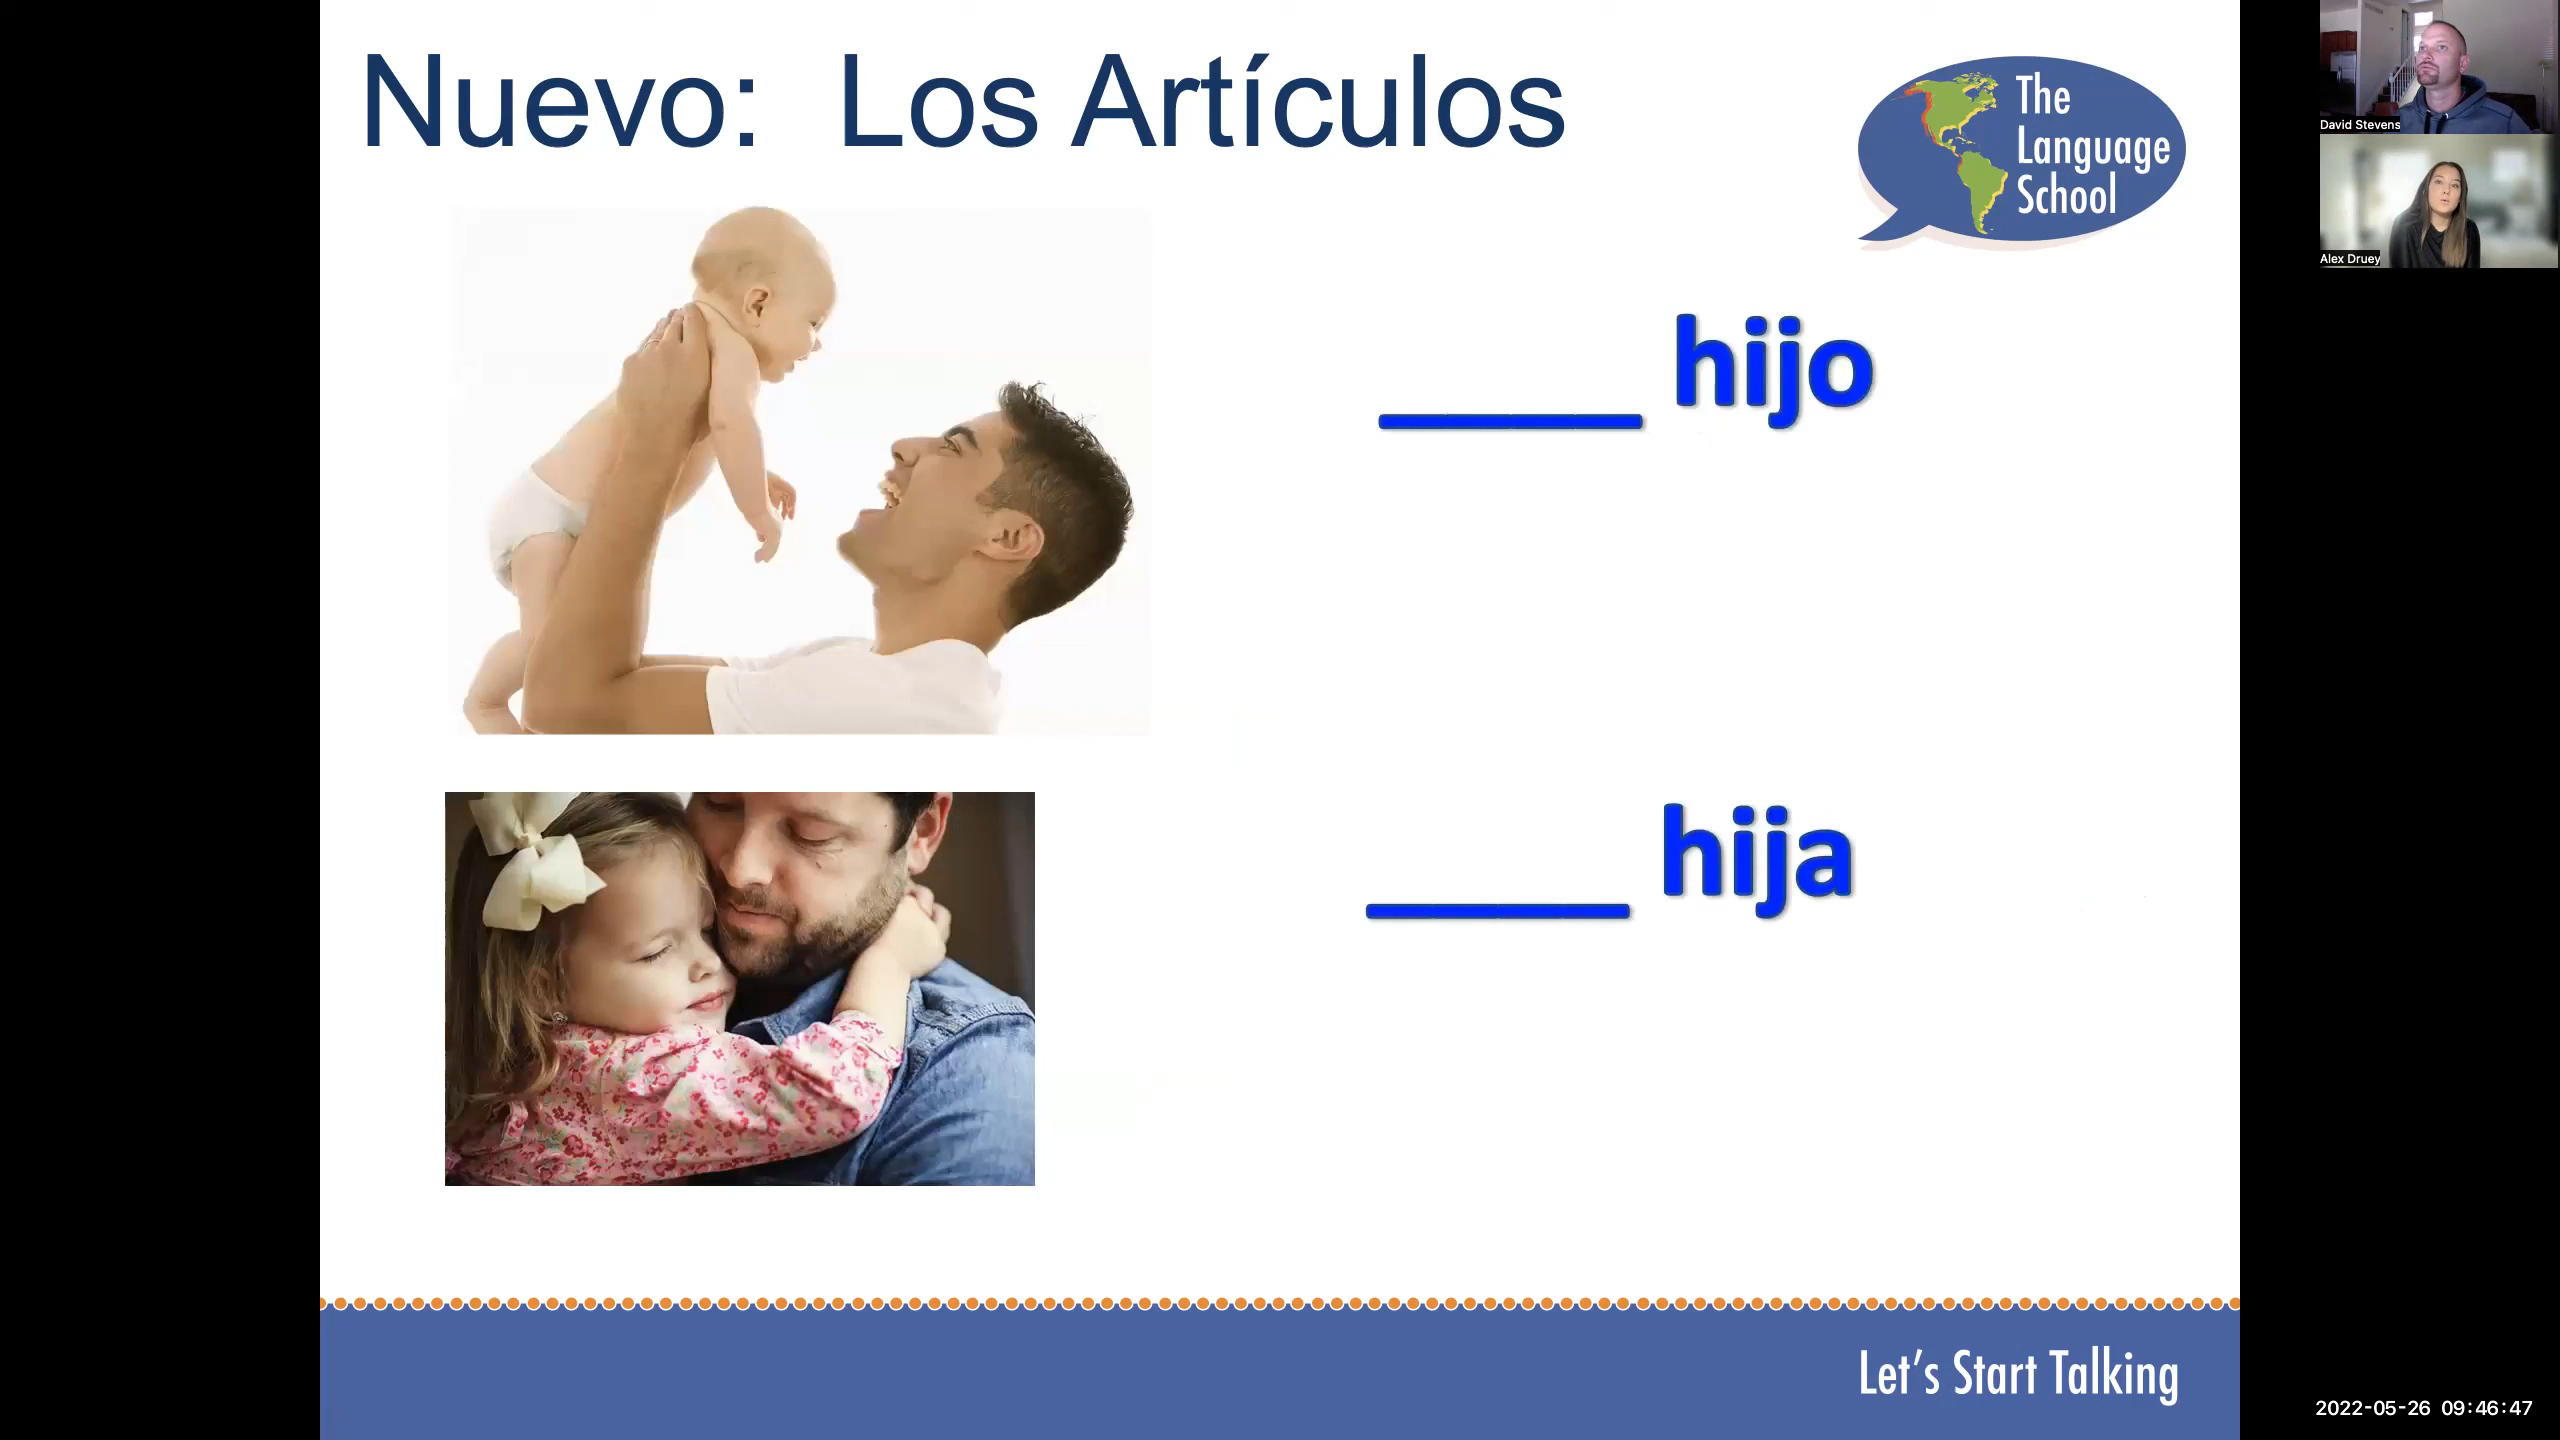 Nuevo: Los Artículos
The
Language
School
David Stevens
Alex Druey
____ hijo
____ hija
Let's Start Talking
2022-05-26 09:46:47